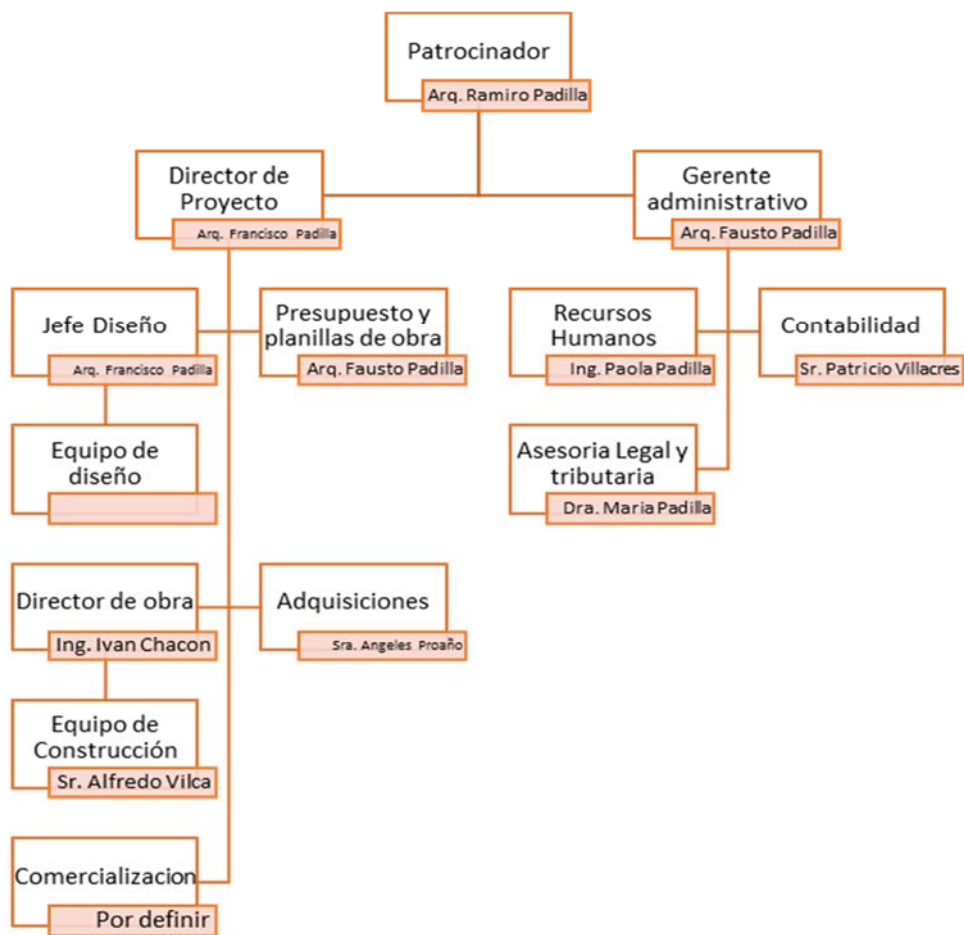 Patrocinador
Arq. Ramiro Padilla
Director de
Proyecto
Arq. Francisco Padilla
Gerente
administrativo
Arq. Fausto Padilla
Jefe Diseño
Arq. Francisco Padilla
Presupuesto y
planillas de obra
Arq. Fausto Padilla
Recursos
Humanos
Ing. Paola Padilla
Contabilidad
Sr. Patricio Villacres
Equipo de
diseño
Asesoria Legal y
tributaria
Dra. Maria Padilla
Director de obra
Ing. Ivan Chacon
Adquisiciones
Sra. Angeles Proaño
Equipo de
Construcción
Sr. Alfredo Vilca
Comercializacion
Por definir